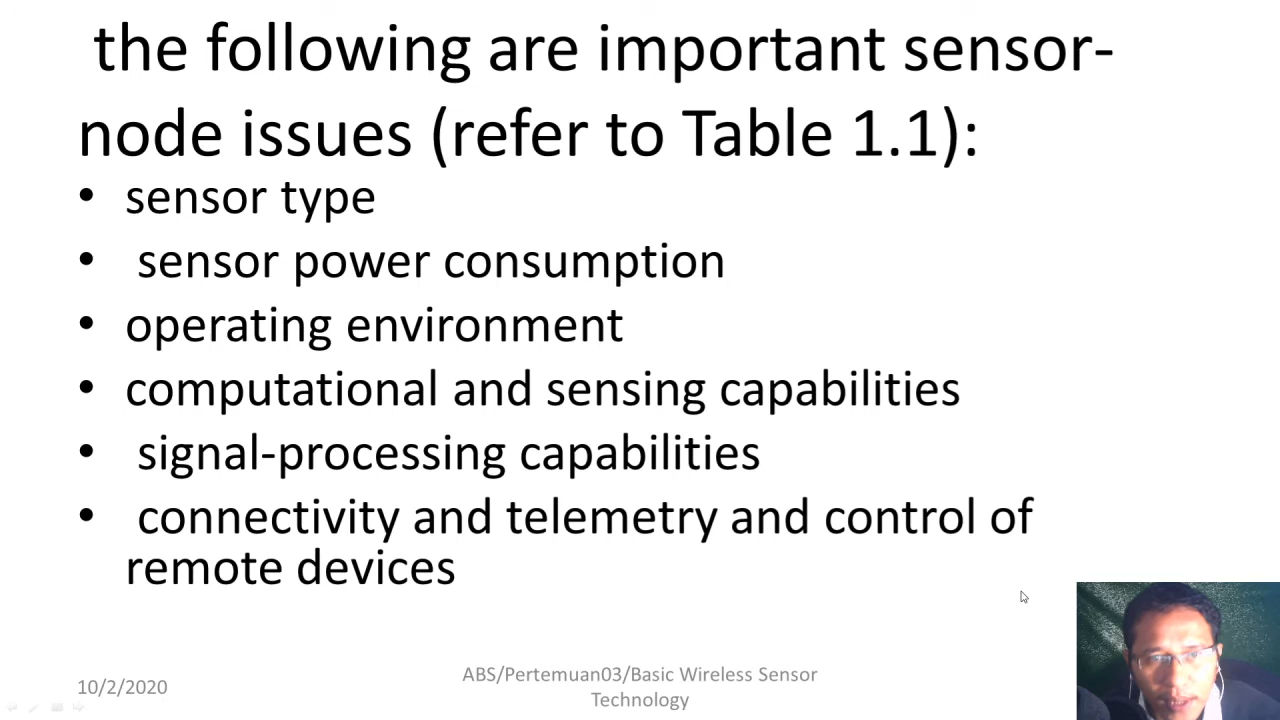 the following are important sensor-
node issues (refer to Table 1.1):
• sensor type
• sensor power consumption
• operating environment
• computational and sensing capabilities
• signal-processing capabilities
• connectivity and telemetry and control of
remote devices
10/2/2020
ABS/Pertemuan03/Basic Wireless Sensor
Technology